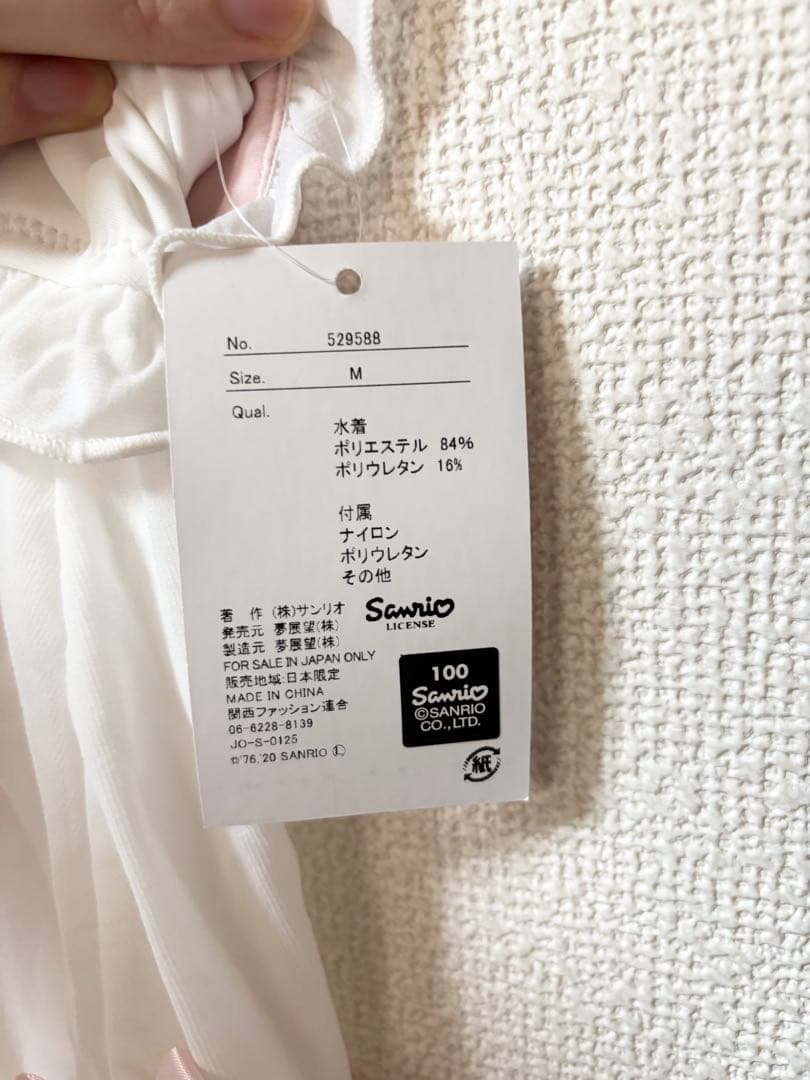 No. 529588
Size. M
Qual.
水着
ポリエステル 84%
ポリウレタン 16%
付属
ナイロン
ポリウレタン
その他
著 作 (株)サンリオ
発売元 夢展望(株)
製造元 夢展望(株)
FOR SALE IN JAPAN ONLY
販売地域:日本限定
MADE IN CHINA
関西ファッション連合
06-6228-8139
JO-S-0125
©'76,'20 SANRIO Ⓛ
Sanrio
LICENSE
100
Sanrio
©SANRIO
CO., LTD.
紙